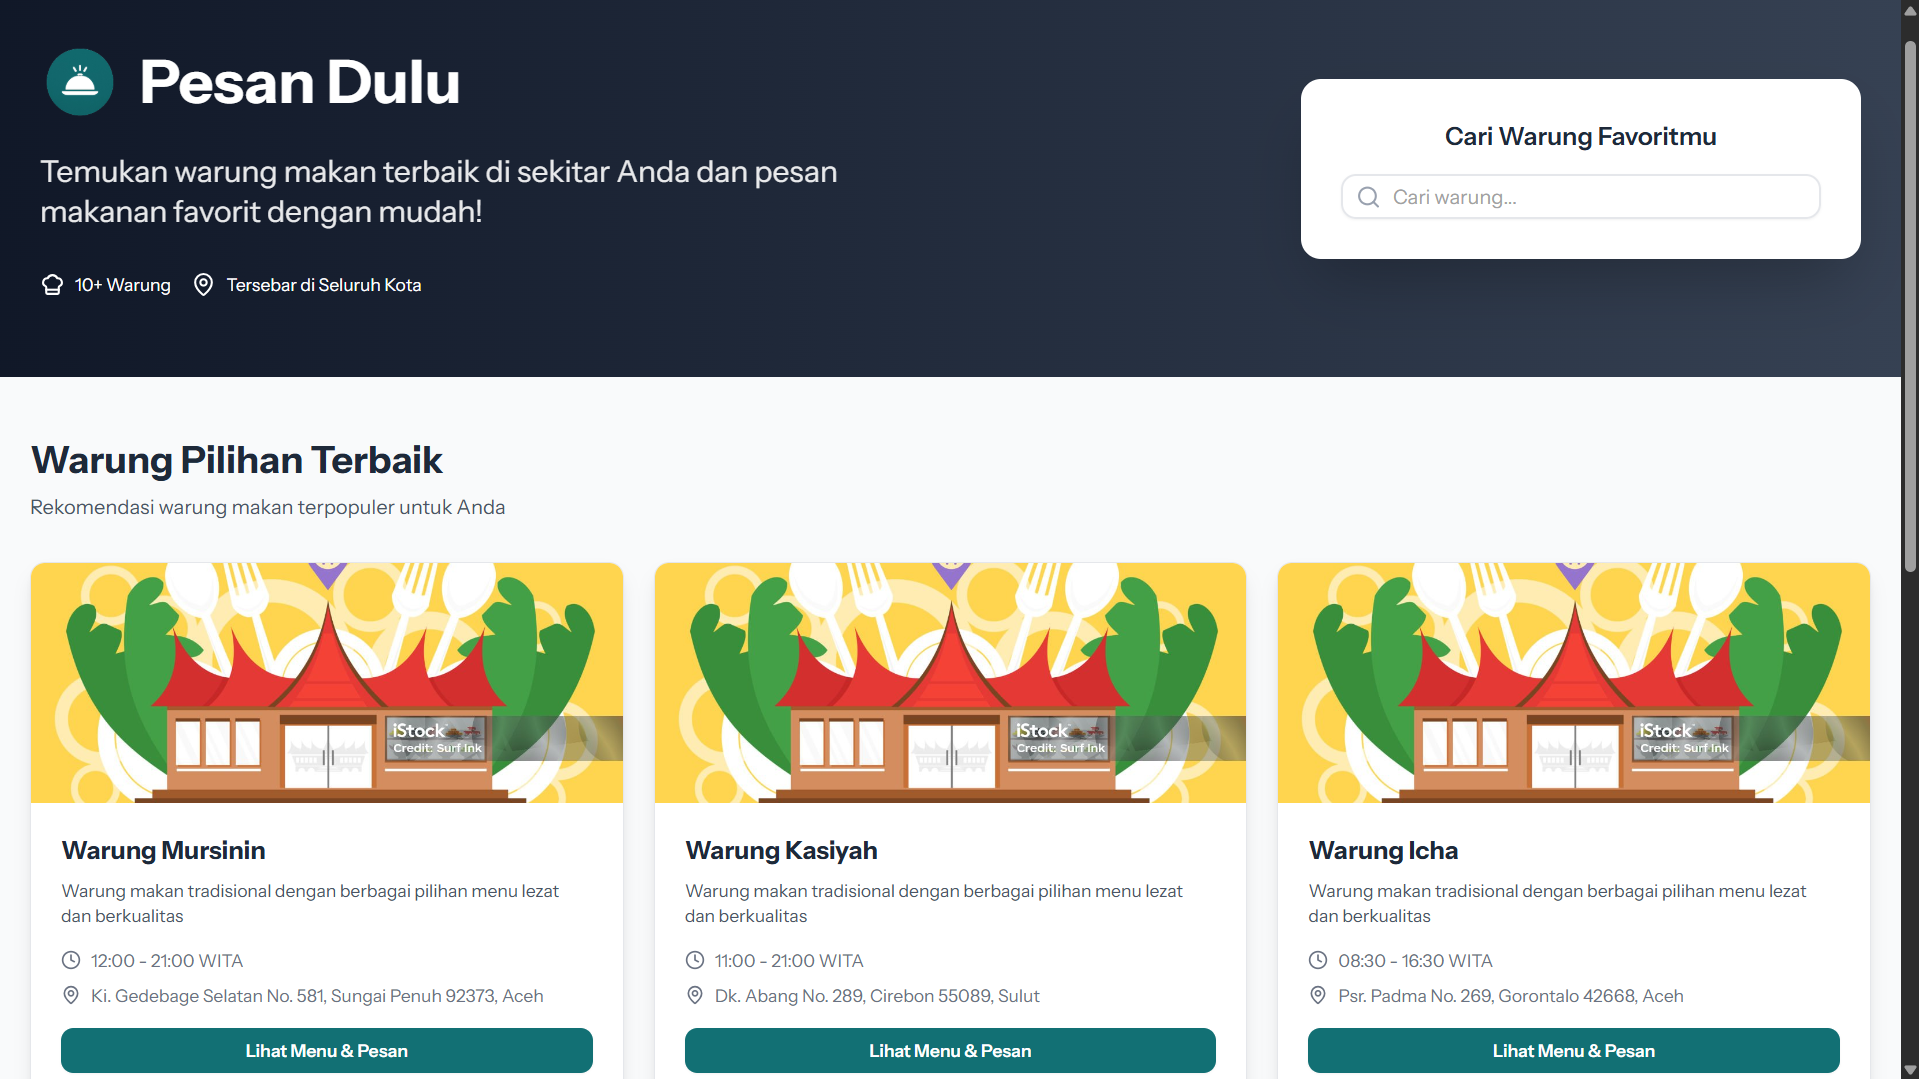 Pesan Dulu
Temukan warung makan terbaik di sekitar Anda dan pesan
makanan favorit dengan mudah!
10+ Warung
Tersebar di Seluruh Kota
Cari Warung Favoritmu
Cari warung...
Warung Pilihan Terbaik
Rekomendasi warung makan terpopuler untuk Anda
iStock
Credit: Surf Ink
Warung Mursinin
Warung makan tradisional dengan berbagai pilihan menu lezat
dan berkualitas
12:00 - 21:00 WITA
Ki. Gedebage Selatan No. 581, Sungai Penuh 92373, Aceh
Lihat Menu & Pesan
iStock
Credit: Surf Ink
Warung Kasiyah
Warung makan tradisional dengan berbagai pilihan menu lezat
dan berkualitas
11:00 - 21:00 WITA
Dk. Abang No. 289, Cirebon 55089, Sulut
Lihat Menu & Pesan
iStock
Credit: Surf Ink
Warung Icha
Warung makan tradisional dengan berbagai pilihan menu lezat
dan berkualitas
08:30 - 16:30 WITA
Psr. Padma No. 269, Gorontalo 42668, Aceh
Lihat Menu & Pesan